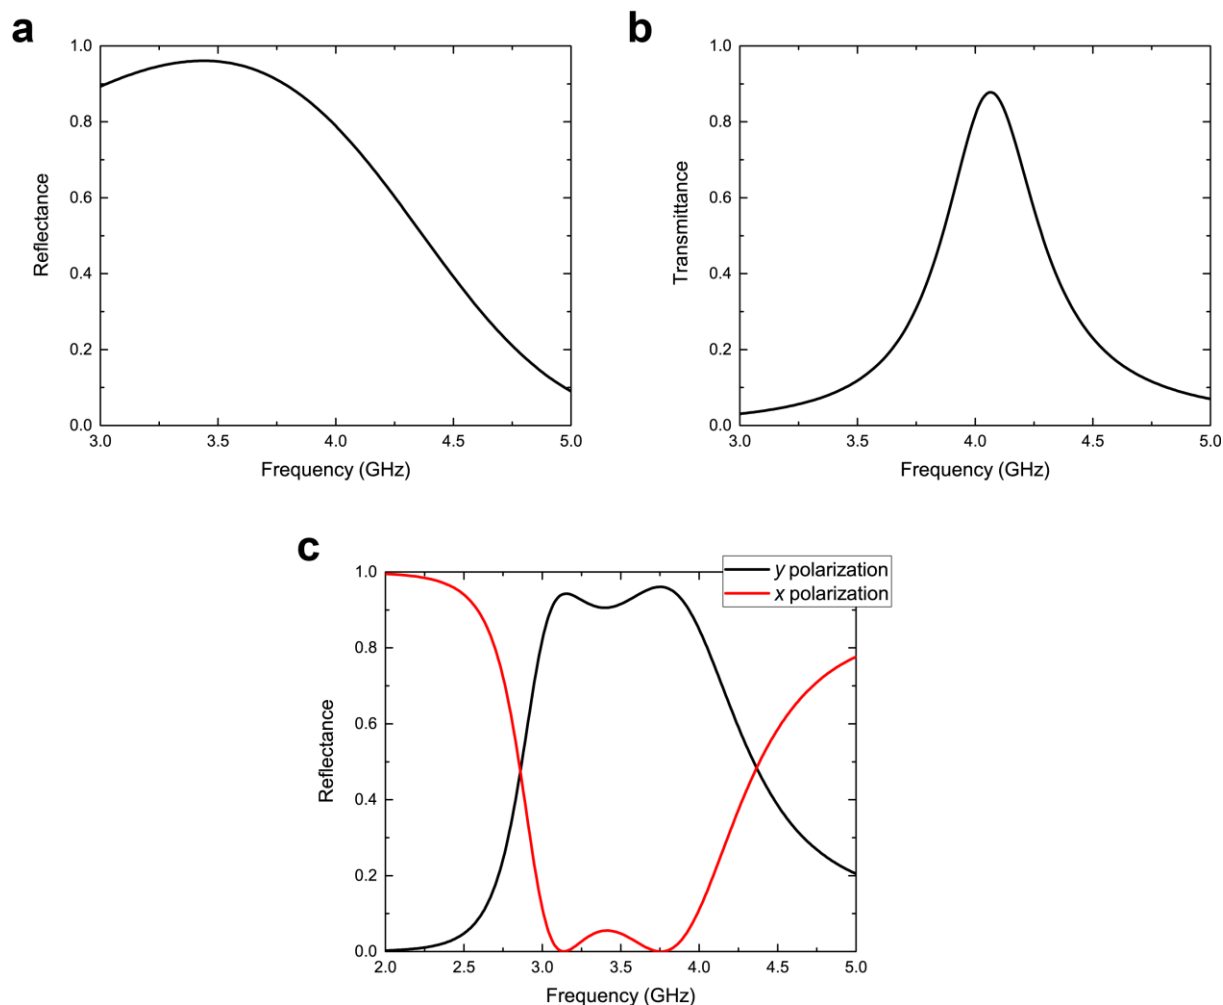 a
1.0
0.8
0.6
0.4
0.2
0.0
Reflectance
3.0 3.5 4.0 4.5 5.0
Frequency (GHz)
b
1.0
0.8
0.6
0.4
0.2
0.0
Transmittance
3.0 3.5 4.0 4.5 5.0
Frequency (GHz)
c
y polarization
x polarization
1.0
0.8
0.6
0.4
0.2
0.0
Reflectance
2.0 2.5 3.0 3.5 4.0 4.5 5.0
Frequency (GHz)